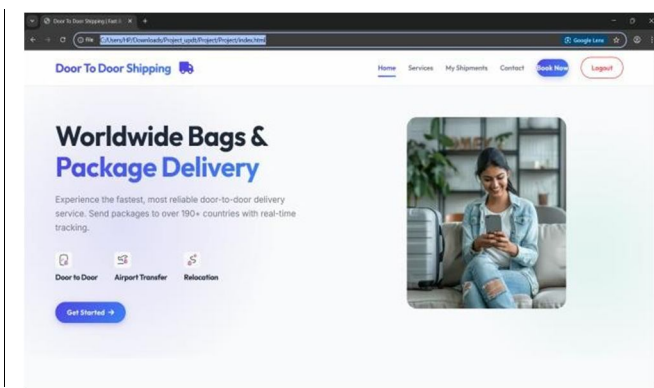 Door To Door Shipping | Fast &
File C:/Users/HP/Downloads/Project_updt/Project/Project/index.html
Google Lens
Door To Door Shipping
Home Services My Shipments Contact Book Now Logout
Worldwide Bags &
Package Delivery
Experience the fastest, most reliable door-to-door delivery
service. Send packages to over 190+ countries with real-time
tracking.
Door to Door Airport Transfer Relocation
Get Started →